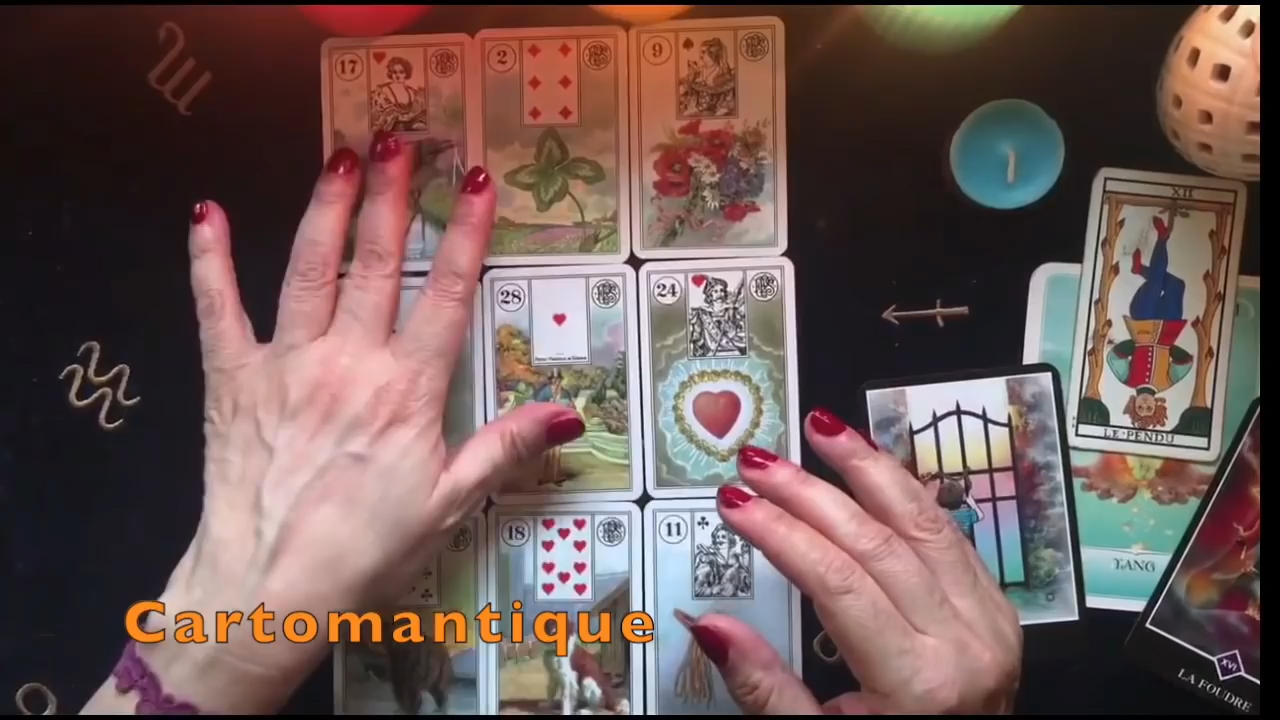 17
2
9
28
24
XII
LE·PENDU
18
11
YANG
Cartomantique
XVI
LA FOUDRE